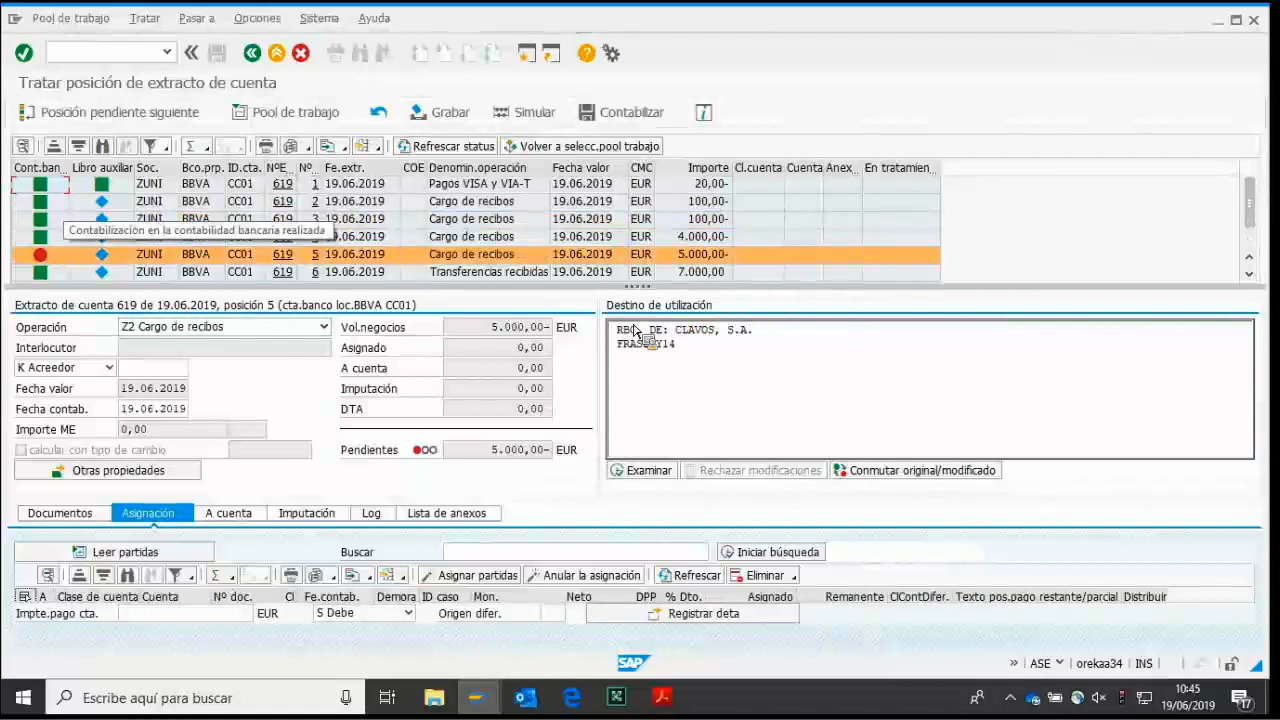 Pool de trabajo Tratar Pasar a Opciones Sistema Ayuda
Tratar posición de extracto de cuenta
Posición pendiente siguiente Pool de trabajo Grabar Simular Contabilizar
Refrescar status Volver a selecc.pool trabajo
Cont.ban... Libro auxiliar Soc. Bco.prp. ID.cta. NºE... Nº... Fe.extr. COE Denomin.operación Fecha valor CMC Importe Cl.cuenta Cuenta Anex... En tratamien...
ZUNI BBVA CC01 619 1 19.06.2019 Pagos VISA y VIA-T 19.06.2019 EUR 20,00-
ZUNI BBVA CC01 619 2 19.06.2019 Cargo de recibos 19.06.2019 EUR 100,00-
ZUNI BBVA CC01 619 3 19.06.2019 Cargo de recibos 19.06.2019 EUR 100,00-
Contabilización en la contabilidad bancaria realizada
4 19.06.2019 Cargo de recibos 19.06.2019 EUR 4.000,00-
ZUNI BBVA CC01 619 5 19.06.2019 Cargo de recibos 19.06.2019 EUR 5.000,00-
ZUNI BBVA CC01 619 6 19.06.2019 Transferencias recibidas 19.06.2019 EUR 7.000,00
Extracto de cuenta 619 de 19.06.2019, posición 5 (cta.banco loc.BBVA CC01) Destino de utilización
Operación Z2 Cargo de recibos Vol.negocios 5.000,00- EUR
DE: CLAVOS, S.A.
Interlocutor Asignado 0,00
K Acreedor A cuenta 0,00
Fecha valor 19.06.2019 Imputación 0,00
Fecha contab. 19.06.2019 DTA 0,00
Importe ME 0,00
calcular con tipo de cambio Pendientes 5.000,00- EUR
Otras propiedades Examinar Rechazar modificaciones Conmutar original/modificado
Documentos Asignación A cuenta Imputación Log Lista de anexos
Leer partidas Buscar Iniciar búsqueda
Asignar partidas Anular la asignación Refrescar Eliminar
A Clase de cuenta Cuenta Nº doc. Cl Fe.contab. Demora ID caso Mon. Neto DPP % Dto. Asignado Remanente ClContDifer. Texto pos.pago restante/parcial Distribuir
Impte.pago cta. EUR S Debe Origen difer. Registrar deta
SAP
» ASE orekaa34 INS
Escribe aquí para buscar
10:45
19/06/2019
17